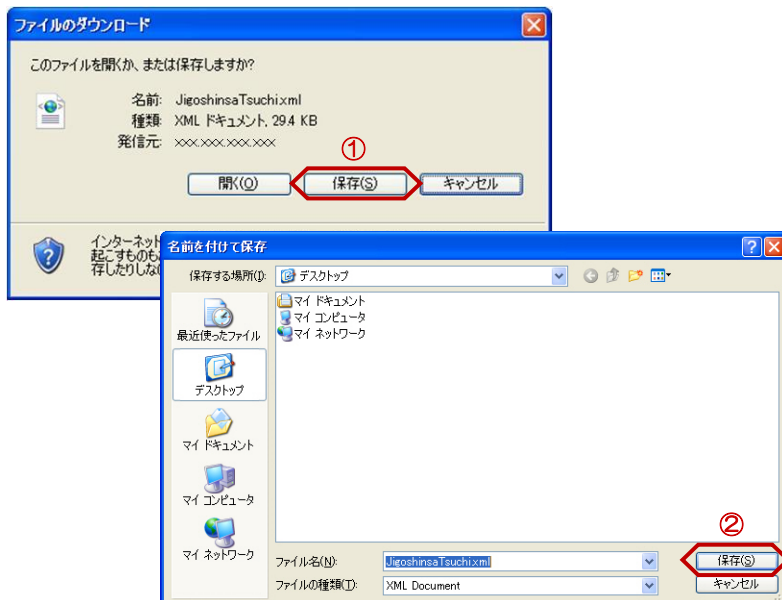 ファイルのダウンロード
このファイルを開くか、または保存しますか?
名前: JigoshinsaTsuchi.xml
種類: XML ドキュメント, 29.4 KB
発信元: xxx.xxx.xxx.xxx
①
開く(O) 保存(S) キャンセル
インターネット
起こすものも
存したりしな
名前を付けて保存
保存する場所(I): デスクトップ
マイ ドキュメント
マイ コンピュータ
マイ ネットワーク
最近使ったファイル
デスクトップ
マイ ドキュメント
マイ コンピュータ
マイ ネットワーク
②
ファイル名(N): JigoshinsaTsuchi.xml 保存(S)
ファイルの種類(T): XML Document キャンセル